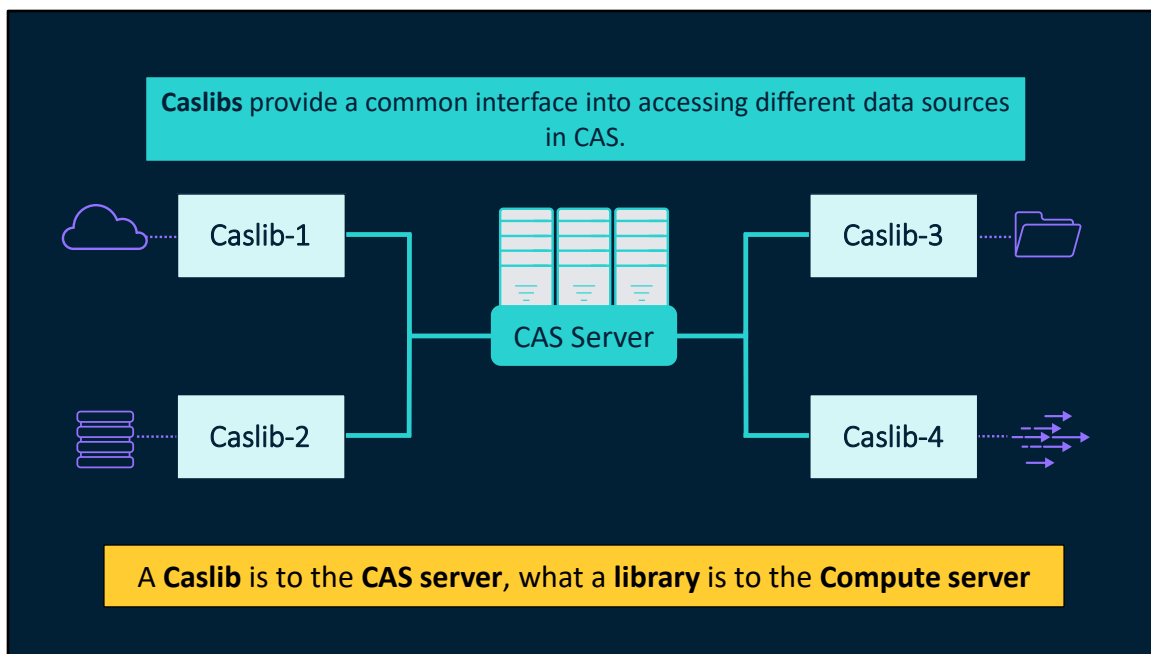 Caslibs provide a common interface into accessing different data sources
in CAS.
Caslib-1
Caslib-3
CAS Server
Caslib-2
Caslib-4
A Caslib is to the CAS server, what a library is to the Compute server